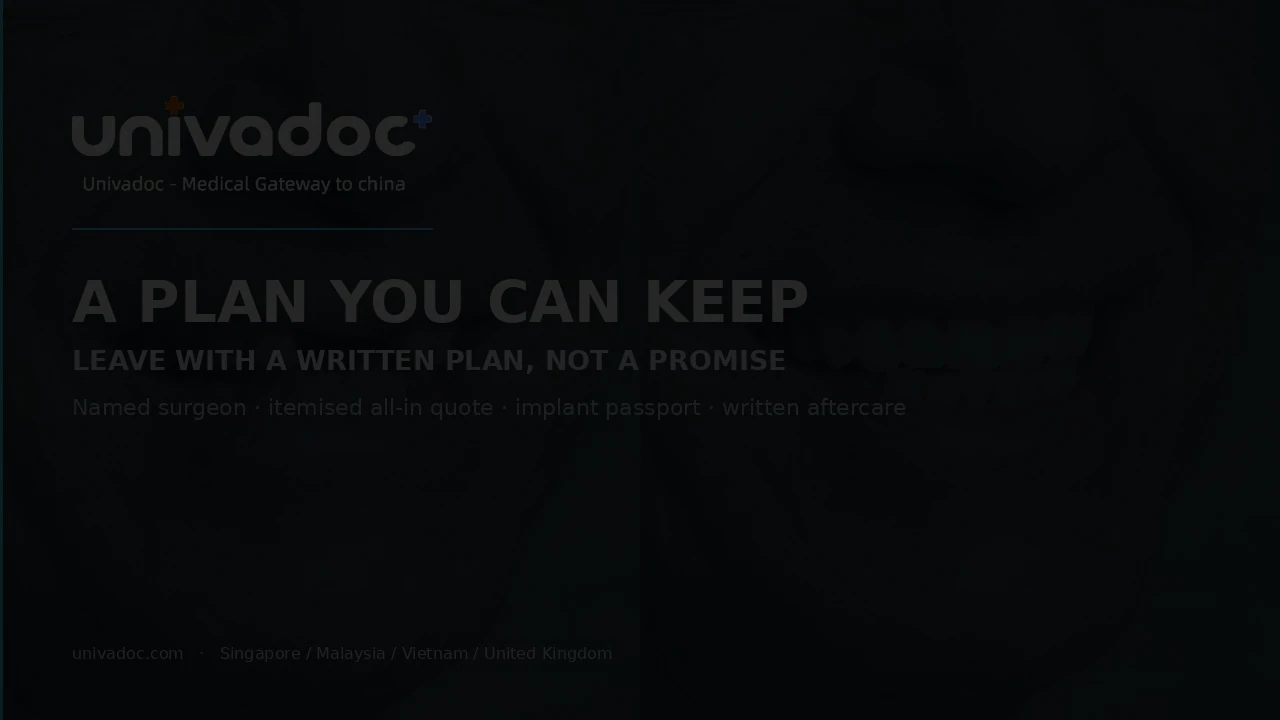 univadoc
Univadoc - Medical Gateway to china
A PLAN YOU CAN KEEP
LEAVE WITH A WRITTEN PLAN, NOT A PROMISE
Named surgeon · itemised all-in quote · implant passport · written aftercare
univadoc.com · Singapore / Malaysia / Vietnam / United Kingdom